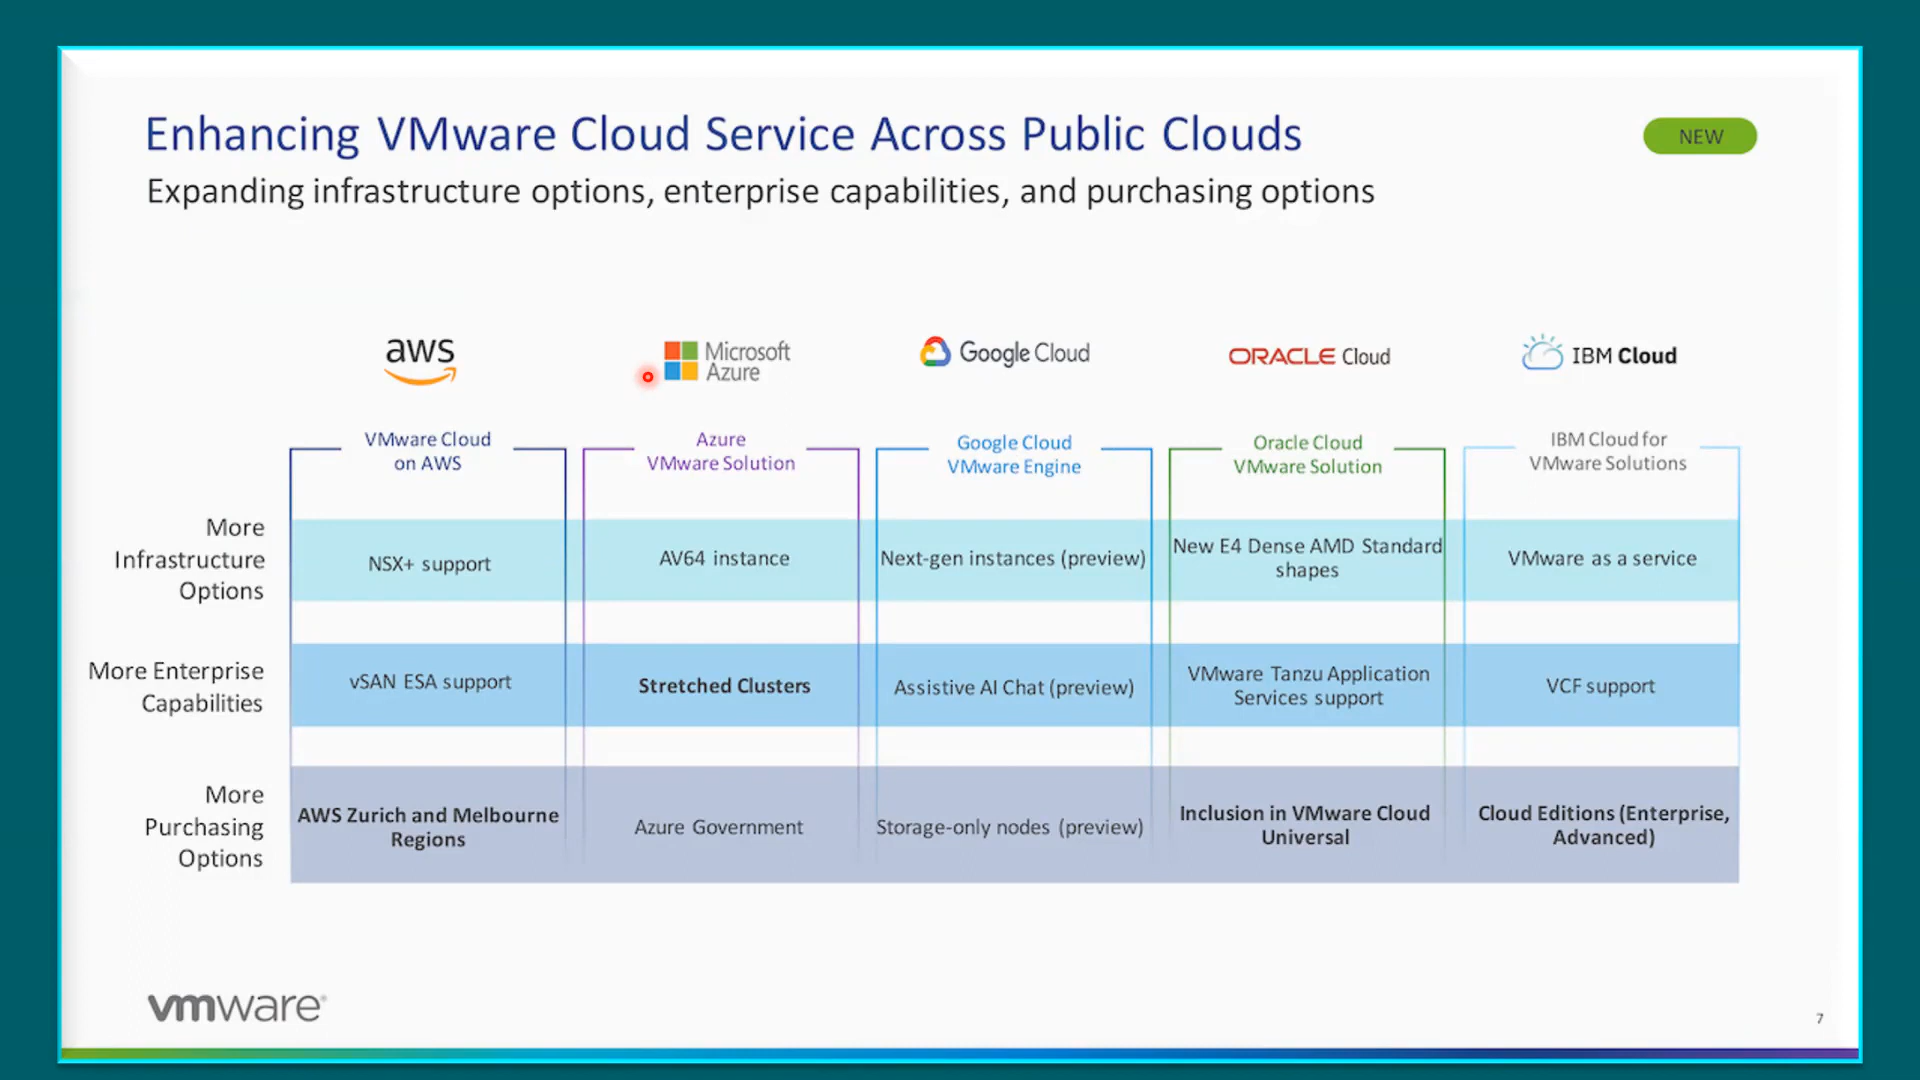 Enhancing VMware Cloud Service Across Public Clouds
NEW
Expanding infrastructure options, enterprise capabilities, and purchasing options
aws
Microsoft
Azure
Google Cloud
ORACLE Cloud
IBM Cloud
VMware Cloud
on AWS
Azure
VMware Solution
Google Cloud
VMware Engine
Oracle Cloud
VMware Solution
IBM Cloud for
VMware Solutions
More
Infrastructure
Options
NSX+ support
AV64 instance
Next-gen instances (preview)
New E4 Dense AMD Standard
shapes
VMware as a service
More Enterprise
Capabilities
vSAN ESA support
Stretched Clusters
Assistive AI Chat (preview)
VMware Tanzu Application
Services support
VCF support
More
Purchasing
Options
AWS Zurich and Melbourne
Regions
Azure Government
Storage-only nodes (preview)
Inclusion in VMware Cloud
Universal
Cloud Editions (Enterprise,
Advanced)
vmware®
7